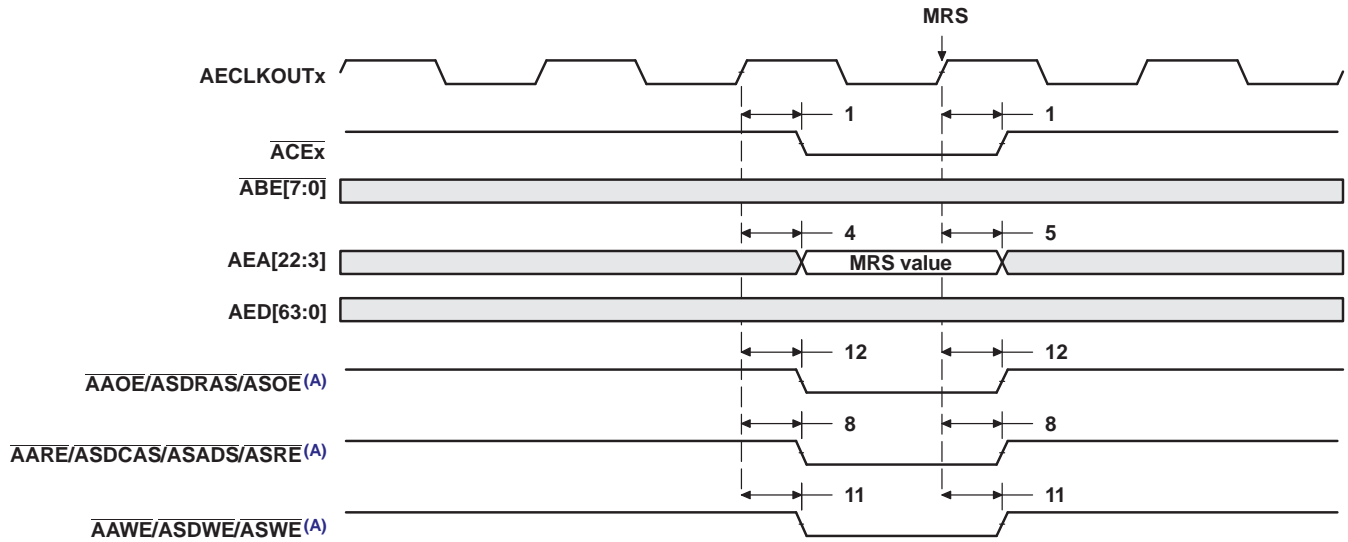 MRS
AECLKOUTx
1 1
ACEx
ABE[7:0]
4 5
AEA[22:3] MRS value
AED[63:0]
12 12
AAOE/ASDRAS/ASOE(A)
8 8
AARE/ASDCAS/ASADS/ASRE(A)
11 11
AAWE/ASDWE/ASWE(A)